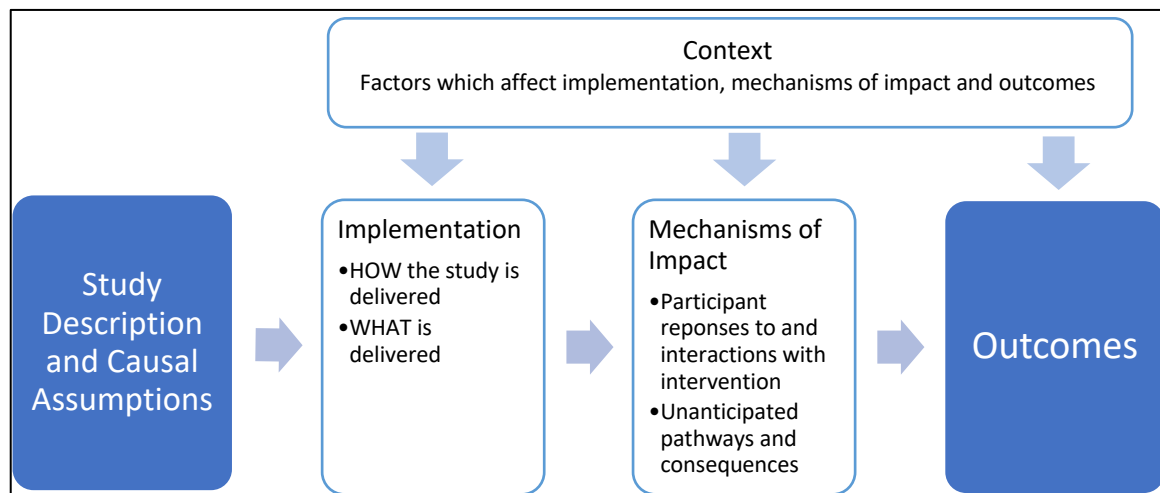 Context
Factors which affect implementation, mechanisms of impact and outcomes
Study
Description
and Causal
Assumptions
Implementation
•HOW the study is
delivered
•WHAT is
delivered
Mechanisms of
Impact
•Participant
reponses to and
interactions with
intervention
•Unanticipated
pathways and
consequences
Outcomes